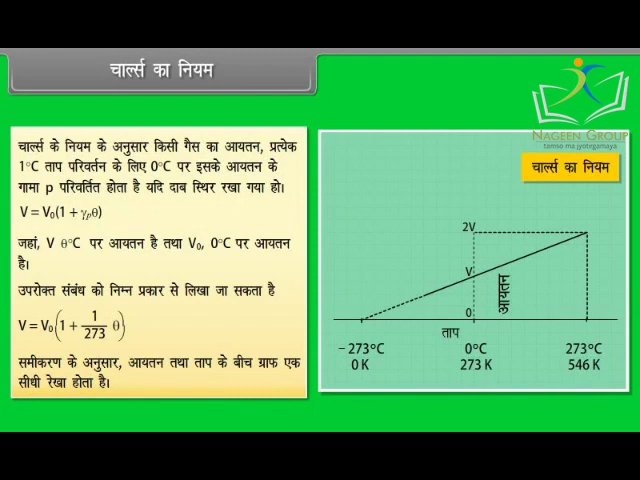 चार्ल्स का नियम
NAGEEN GROUP
tamso ma jyotirgamaya
चार्ल्स के नियम के अनुसार किसी गैस का आयतन, प्रत्येक
1°C ताप परिवर्तन के लिए 0°C पर इसके आयतन के
गामा p परिवर्तित होता है यदि दाब स्थिर रखा गया हो।
V = V₀(1 + γₚθ)
जहां, V θ°C पर आयतन है तथा V₀, 0°C पर आयतन
है।
उपरोक्त संबंध को निम्न प्रकार से लिखा जा सकता है
V = V₀(1 + 1/273 θ)
समीकरण के अनुसार, आयतन तथा ताप के बीच ग्राफ एक
सीधी रेखा होता है।
चार्ल्स का नियम
2V
V
आयतन
0
ताप
−273°C 0°C 273°C
0 K 273 K 546 K